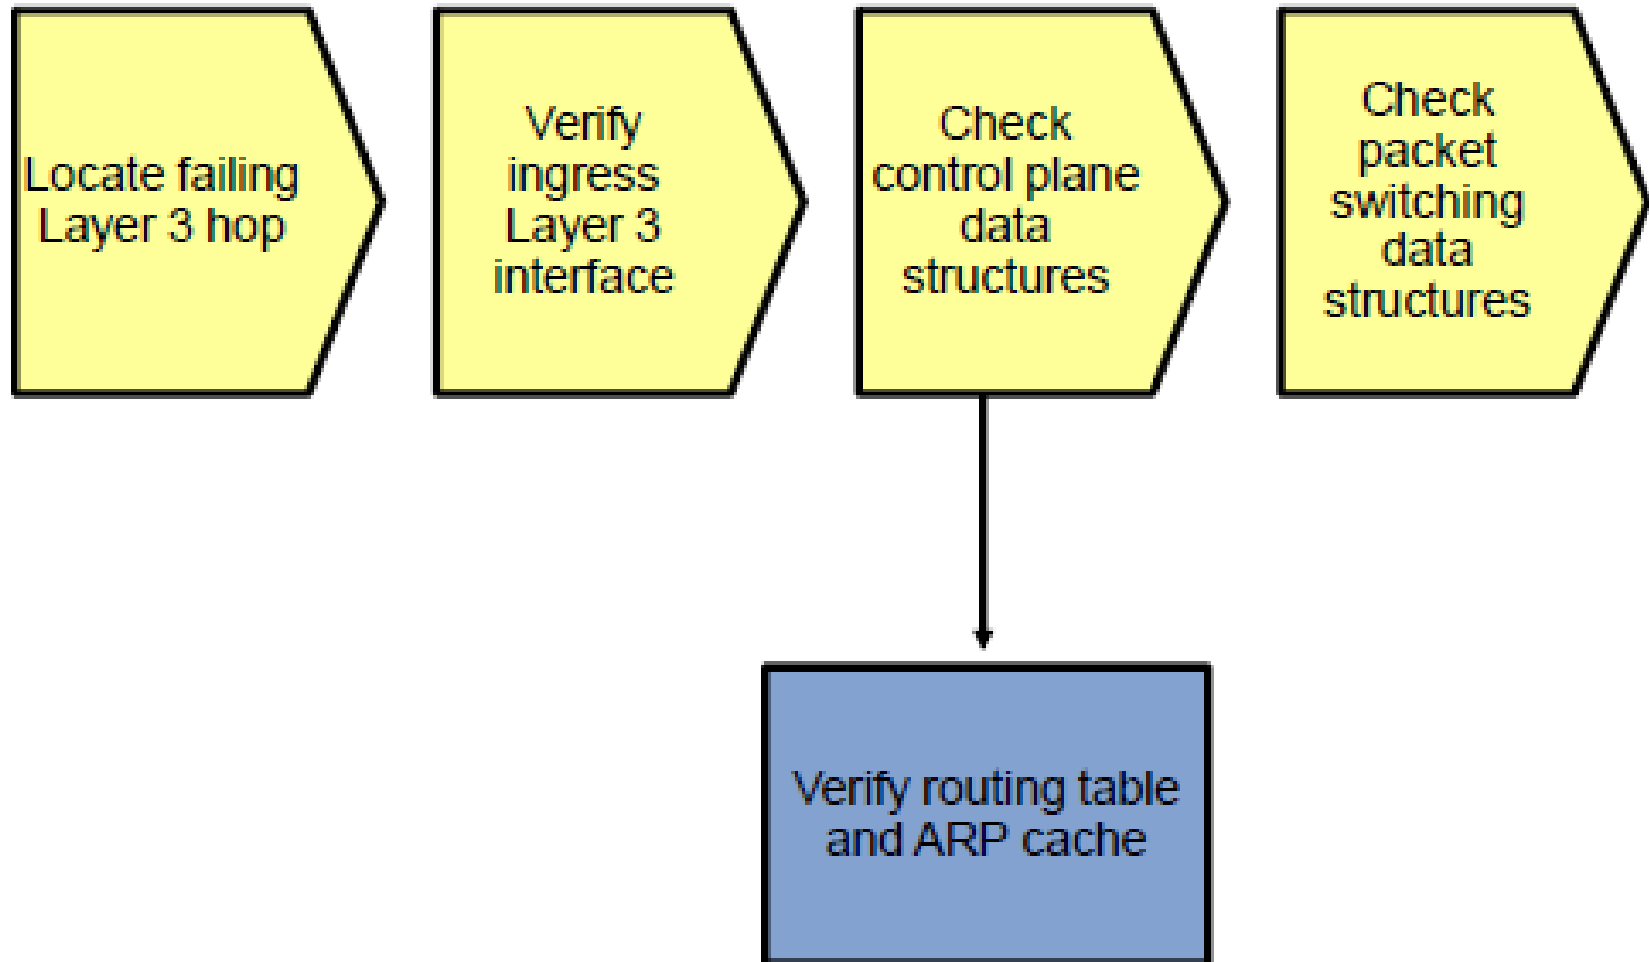 Locate failing
Layer 3 hop
Verify
ingress
Layer 3
interface
Check
control plane
data
structures
Check
packet
switching
data
structures
Verify routing table
and ARP cache